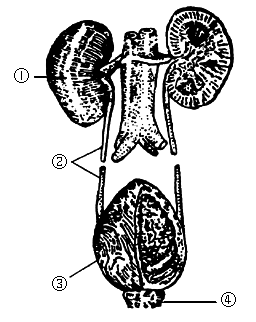 ①
②
③
④